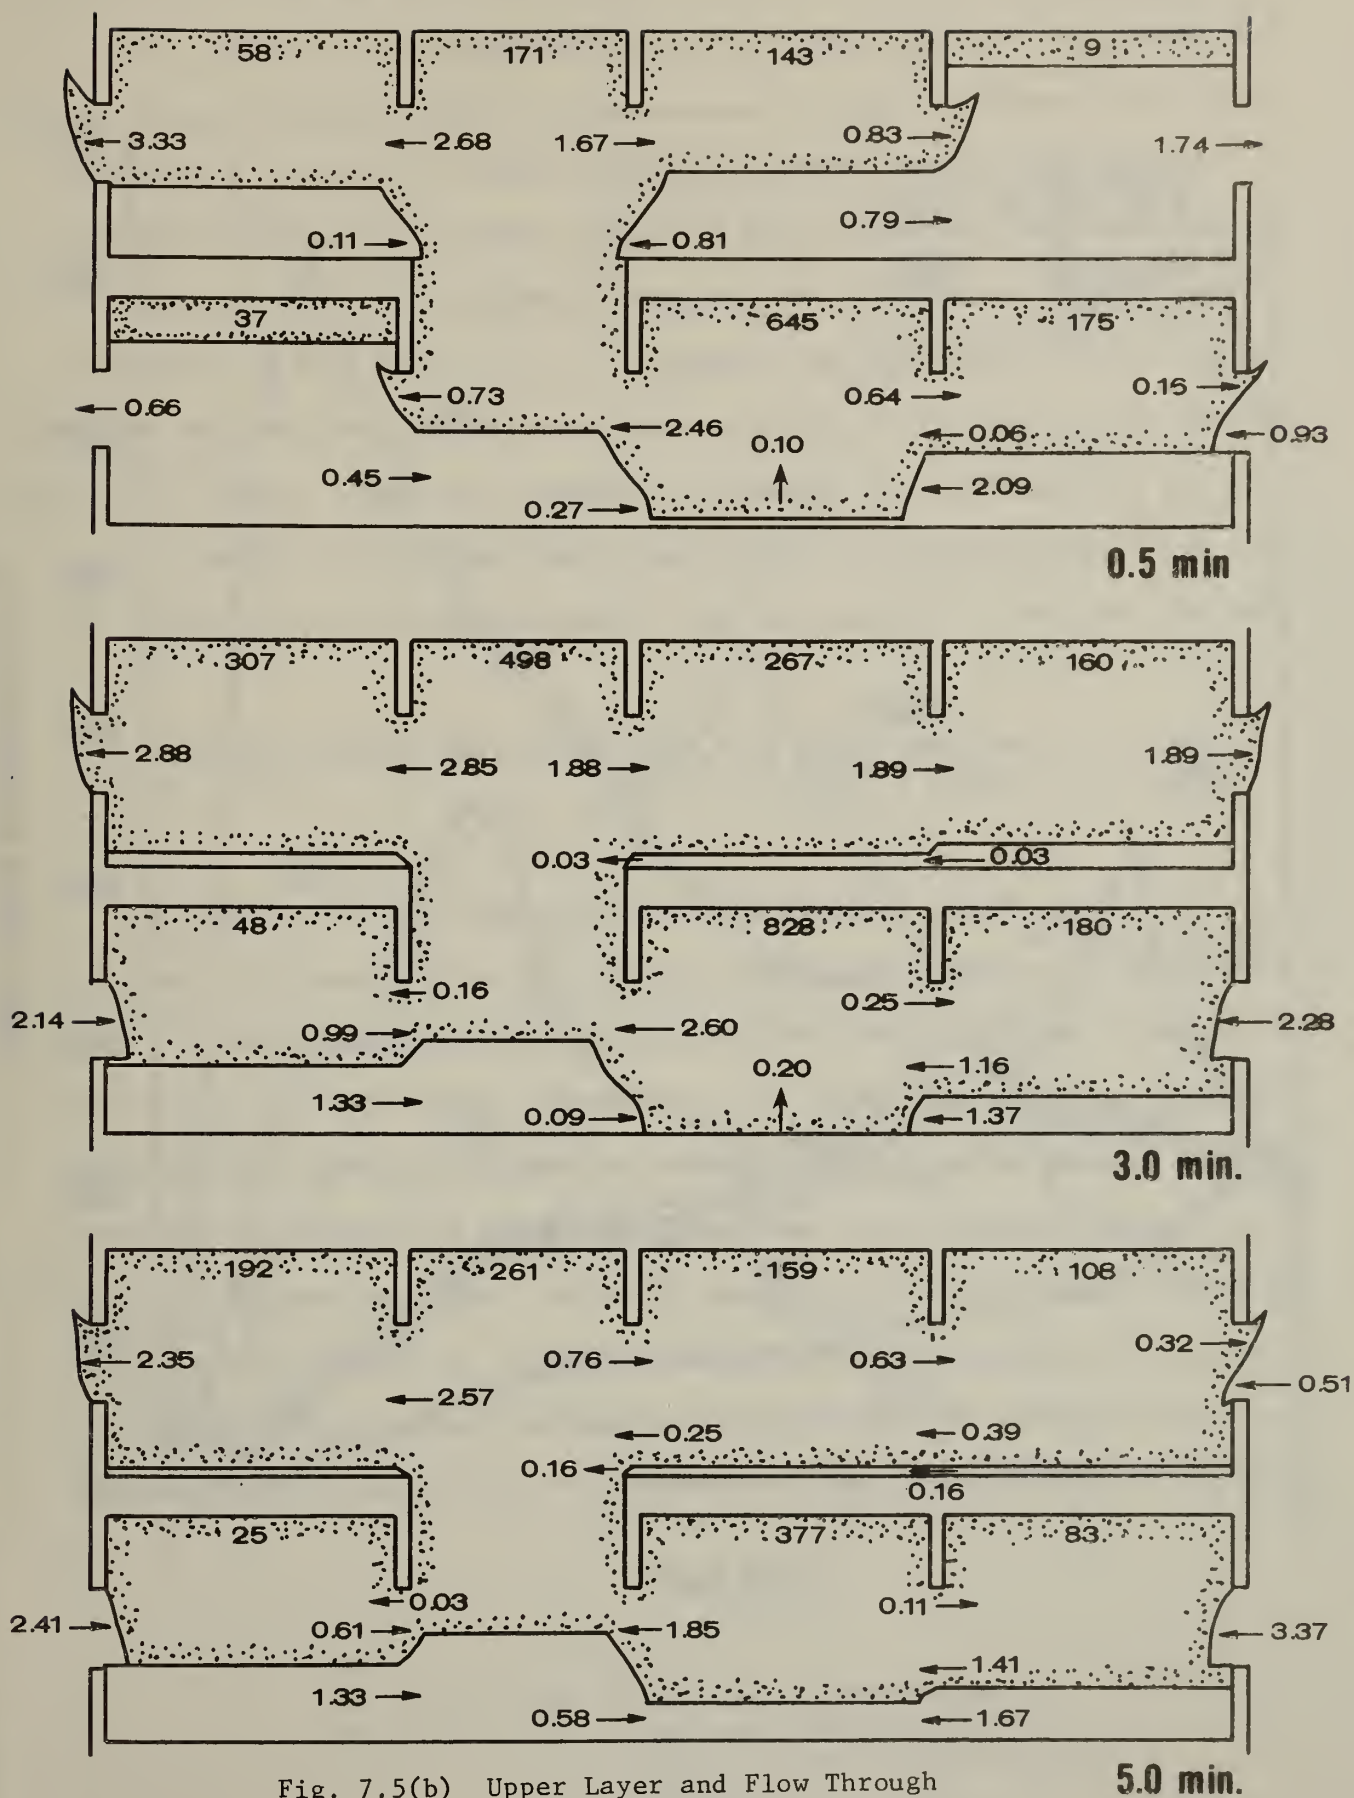 58 171 143 9
3.33 2.68 1.67 0.83 1.74
0.11 0.81 0.79
37 645 175
0.66 0.73 0.64 0.15
2.46 0.10 0.06 0.93
0.45 0.27 2.09
0.5 min
307 498 267 160
2.88 2.85 1.88 1.89 1.89
0.03 0.03
48 828 180
0.16 0.25
2.14 0.99 2.60 2.28
0.20 1.16
1.33 0.09 1.37
3.0 min.
192 261 159 108
2.35 0.76 0.63 0.32
2.57 0.51
0.25 0.39
0.16 0.16
25 377 83
0.03 0.11
2.41 0.61 1.85 3.37
1.41
1.33 0.58 1.67
Fig. 7.5(b) Upper Layer and Flow Through
5.0 min.